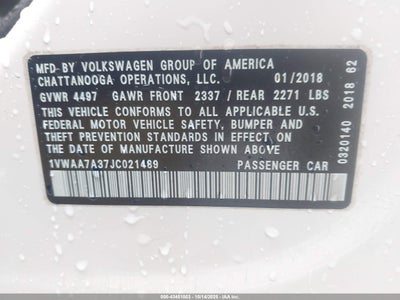 MFD BY VOLKSWAGEN GROUP OF AMERICA
CHATTANOOGA OPERATIONS, LLC. 01/2018
GVWR 4497 GAWR FRONT 2337 / REAR 2271 LBS
THIS VEHICLE CONFORMS TO ALL APPLICABLE U.S.
FEDERAL MOTOR VEHICLE SAFETY, BUMPER AND
THEFT PREVENTION STANDARDS IN EFFECT ON
THE DATE OF MANUFACTURE SHOWN ABOVE
1VWAA7A37JC021489 PASSENGER CAR
0320140 2018 62